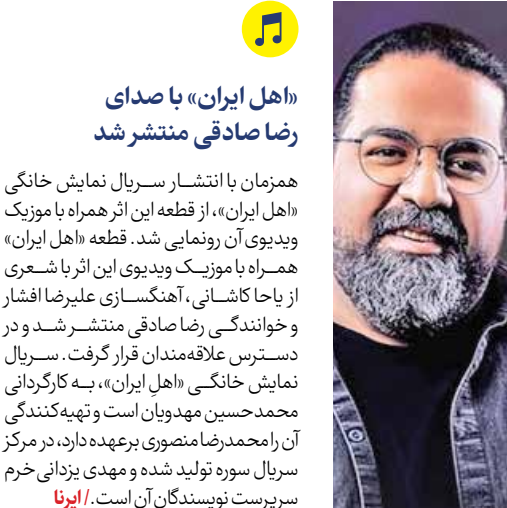 «اهل ایران» با صدای
رضا صادقی منتشر شد
همزمان با انتشار سریال نمایش خانگی
«اهل ایران»، از قطعه این اثر همراه با موزیک
ویدیوی آن رونمایی شد. قطعه «اهل ایران»
همراه با موزیک ویدیوی این اثر با شعری
از یاحا کاشانی، آهنگسازی علیرضا افشار
و خوانندگی رضا صادقی منتشر شد و در
دسترس علاقه‌مندان قرار گرفت. سریال
نمایش خانگی «اهلِ ایران»، به کارگردانی
محمدحسین مهدویان است و تهیه‌کنندگی
آن را محمدرضا منصوری برعهده دارد، در مرکز
سریال سوره تولید شده و مهدی یزدانی‌خرم
سرپرست نویسندگان آن است./ ایرنا